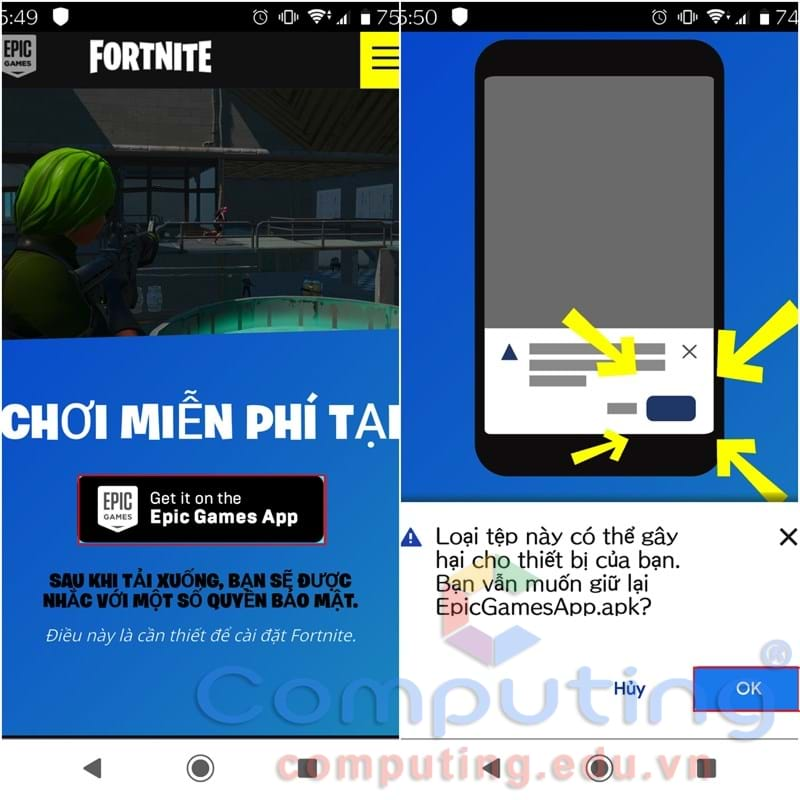 5:49
75
EPIC
GAMES
FORTNITE
CHƠI MIỄN PHÍ TẠI
EPIC
GAMES
Get it on the
Epic Games App
SAU KHI TẢI XUỐNG, BẠN SẼ ĐƯỢC
NHẮC VỚI MỘT SỐ QUYỀN BẢO MẬT.
Điều này là cần thiết để cài đặt Fortnite.
5:50
74
Loại tệp này có thể gây
hại cho thiết bị của bạn.
Bạn vẫn muốn giữ lại
EpicGamesApp.apk?
Hủy
OK
Computing®
computing.edu.vn